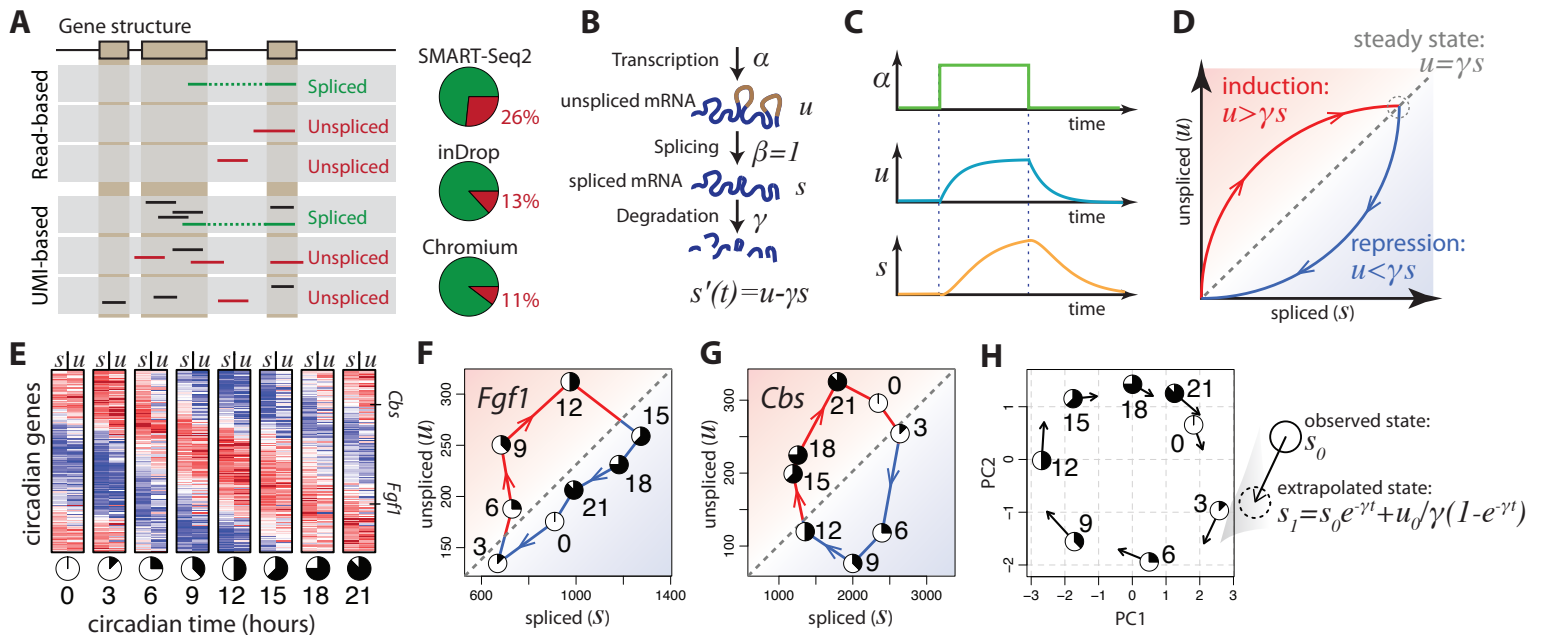 A
Gene structure
Read-based
Spliced
Unspliced
Unspliced
UMI-based
Spliced
Unspliced
Unspliced
SMART-Seq2
26%
inDrop
13%
Chromium
11%
B
Transcription α
unspliced mRNA u
Splicing β=1
spliced mRNA s
Degradation γ
s'(t)=u-γs
C
α
time
u
time
s
time
D
steady state:
u=γs
induction:
u>γs
repression:
u<γs
unspliced (u)
spliced (s)
E
s|u s|u s|u s|u s|u s|u s|u s|u
circadian genes
Cbs
Fgf1
0 3 6 9 12 15 18 21
circadian time (hours)
F
Fgf1
unspliced (u)
300
250
200
150
12
15
9
18
21
6
0
3
600 1000 1400
spliced (s)
G
Cbs
unspliced (u)
300
200
100
0
21
3
18
15
12
6
9
1000 2000 3000
spliced (s)
H
PC2
1
0
-1
-2
15
18
21
0
12
3
9
6
−3 −2 −1 0 1 2 3
PC1
observed state:
s0
extrapolated state:
s1=s0e-γt+u0/γ(1-e-γt)